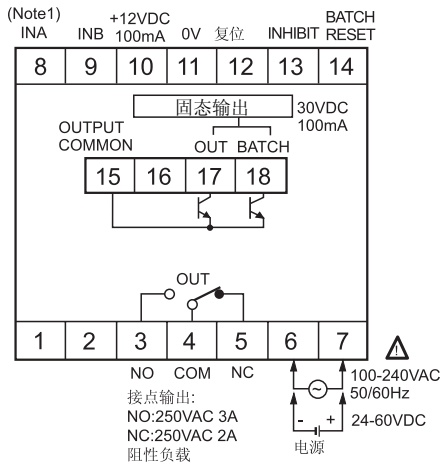 (Note1)
INA
INB
+12VDC
100mA
0V
复位
INHIBIT
BATCH
RESET
8 9 10 11 12 13 14
固态输出
30VDC
100mA
OUTPUT
COMMON
OUT BATCH
15 16 17 18
OUT
1 2 3 4 5 6 7
NO COM NC
接点输出:
NO:250VAC 3A
NC:250VAC 2A
阻性负载
100-240VAC
50/60Hz
- +
24-60VDC
电源